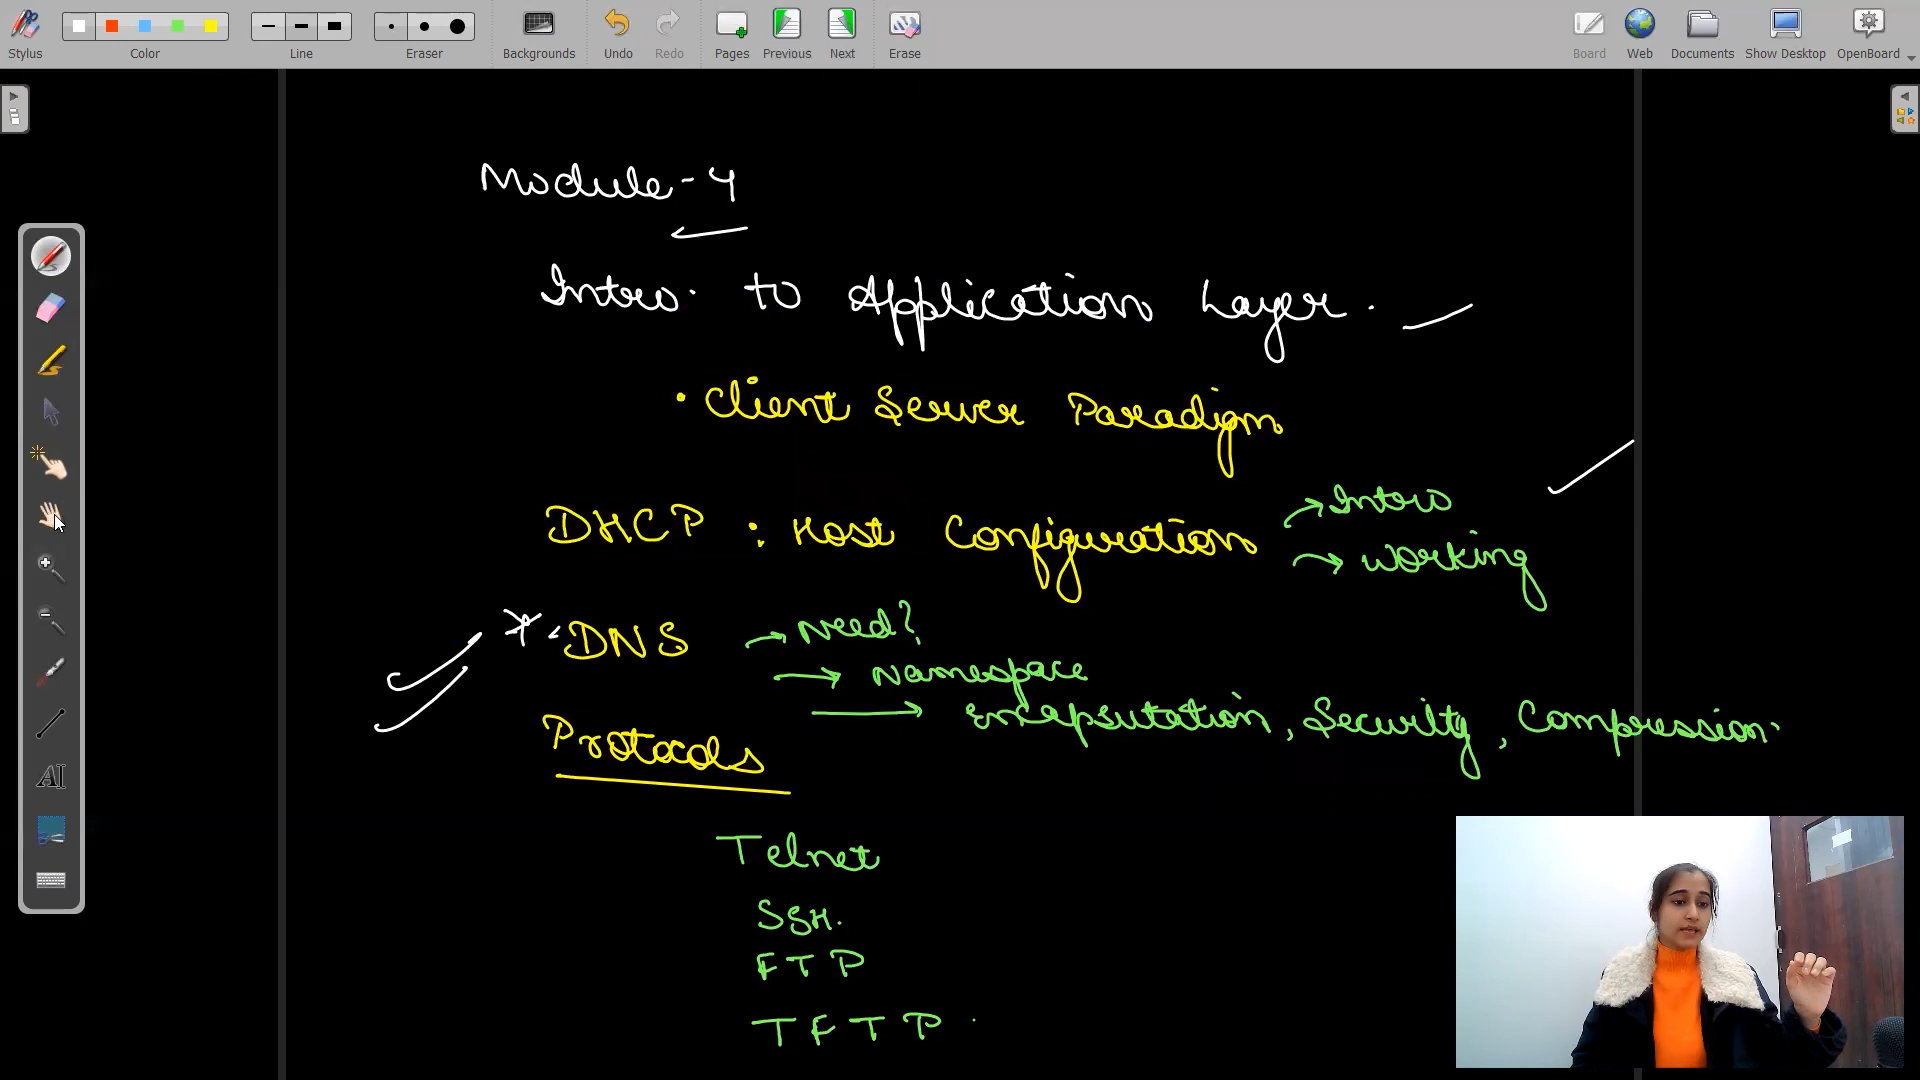 Stylus Color Line Eraser Backgrounds Undo Redo Pages Previous Next Erase Board Web Documents Show Desktop OpenBoard
Module-4
Intro. to Application Layer.
• Client Server Paradigm
DHCP : Host Configuration → Intro
→ Working
* DNS → Need?
→ Namespace
→ Encapsulation, Security, Compression.
Protocols
Telnet
SSH.
FTP
TFTP.
AI